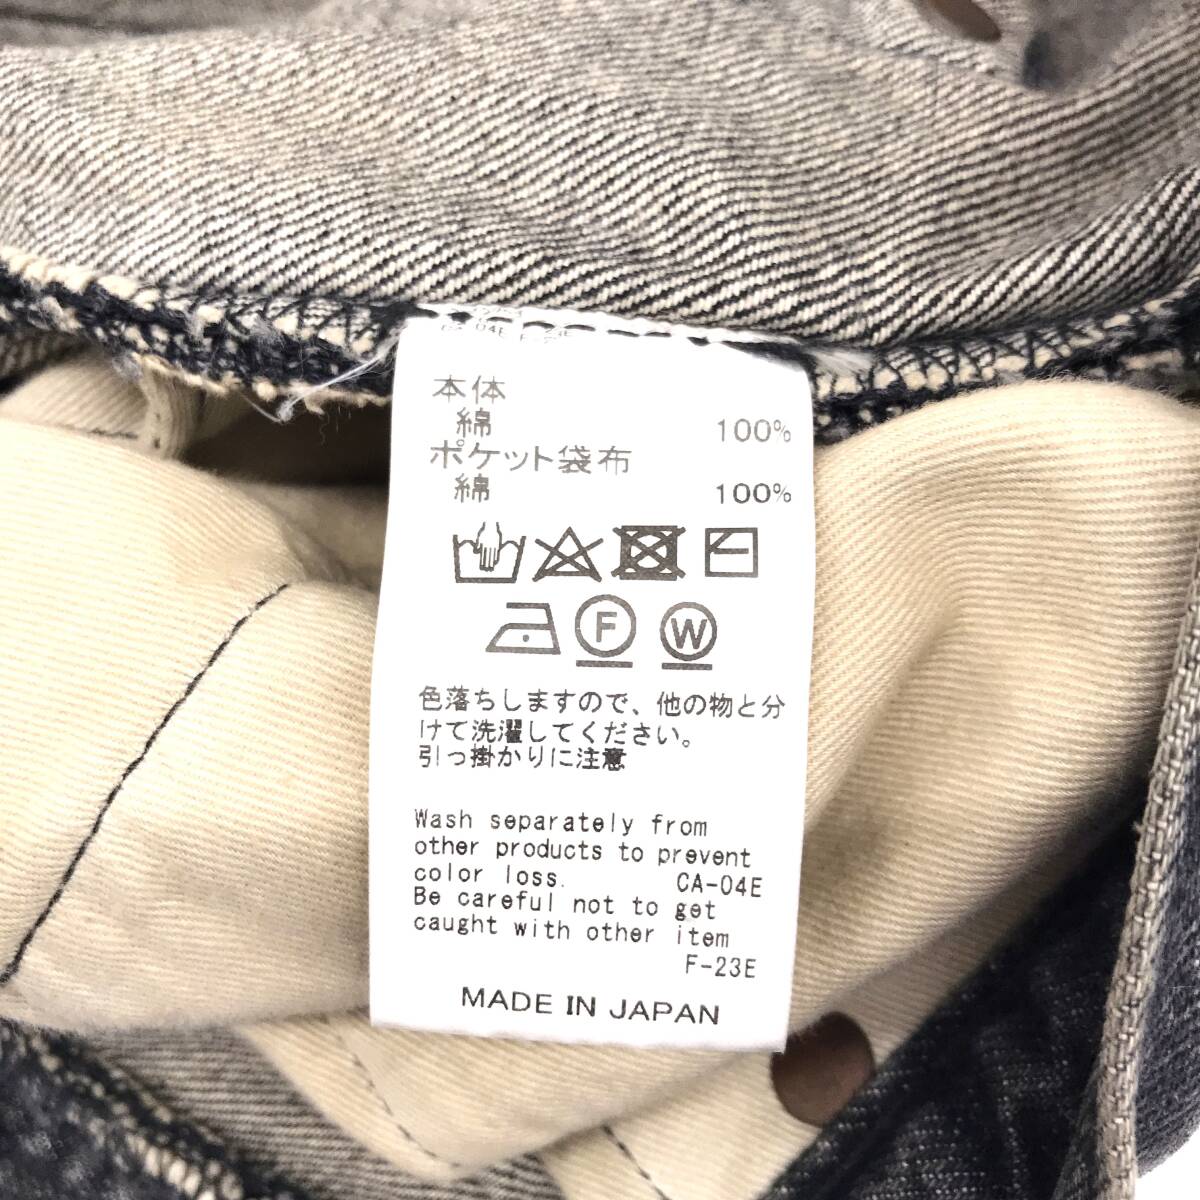 本体
綿 100%
ポケット袋布
綿 100%
F W
色落ちしますので、他の物と分
けて洗濯してください。
引っ掛かりに注意
Wash separately from
other products to prevent
color loss. CA-04E
Be careful not to get
caught with other item
F-23E
MADE IN JAPAN